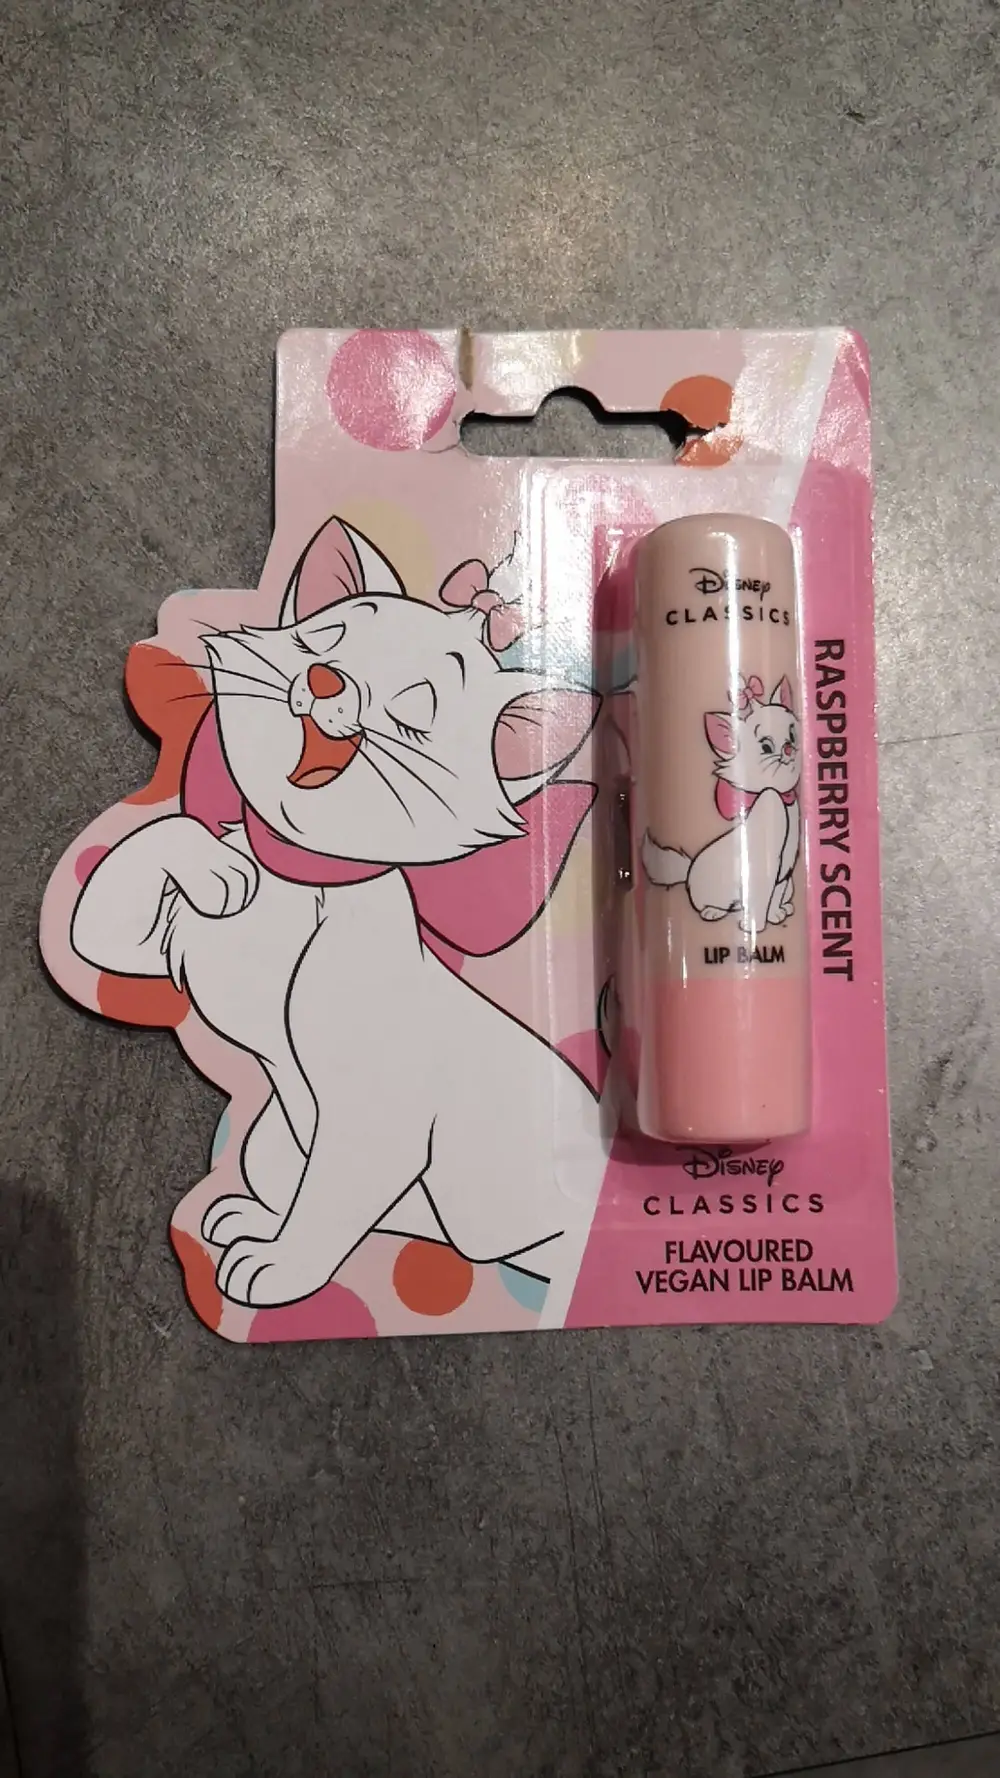 Disney
CLASSICS
LIP BALM
RASPBERRY SCENT
Disney
CLASSICS
FLAVOURED
VEGAN LIP BALM